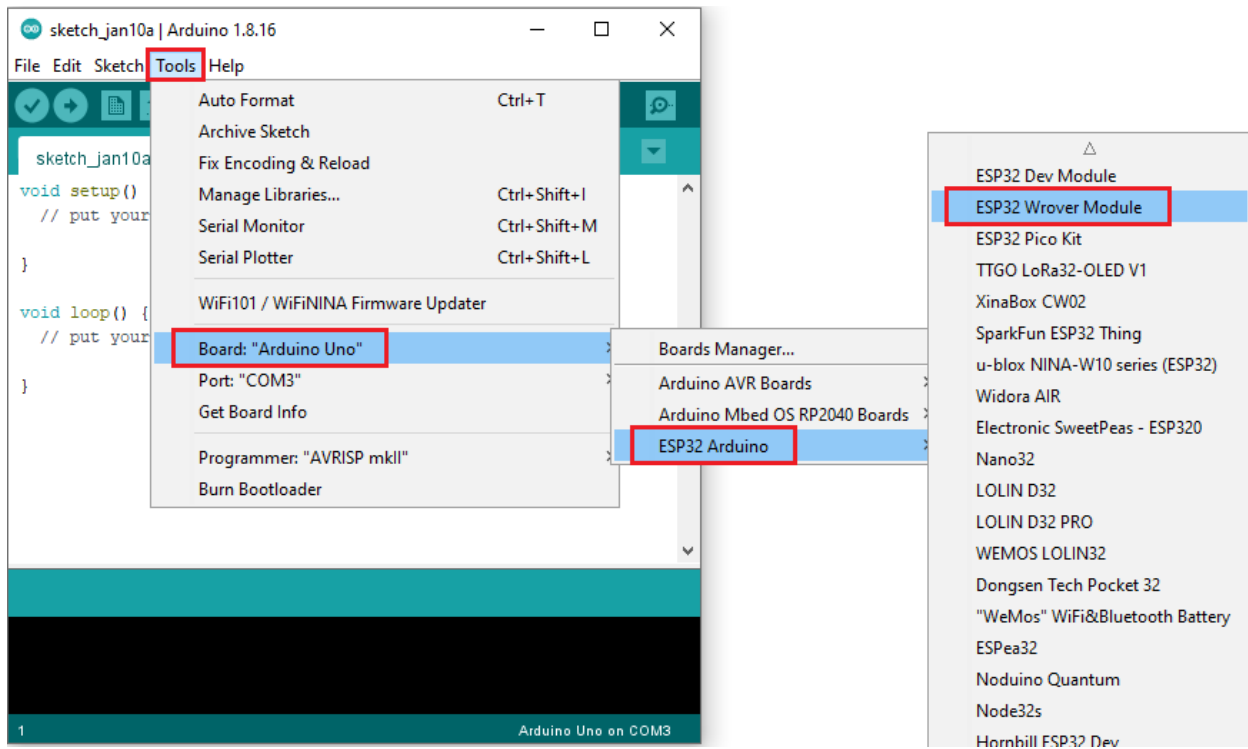 sketch_jan10a | Arduino 1.8.16
File Edit Sketch Tools Help
Auto Format Ctrl+T
Archive Sketch
sketch_jan10a
Fix Encoding & Reload
Manage Libraries... Ctrl+Shift+I
Serial Monitor Ctrl+Shift+M
Serial Plotter Ctrl+Shift+L
WiFi101 / WiFiNINA Firmware Updater
Board: "Arduino Uno"
Port: "COM3"
Get Board Info
Programmer: "AVRISP mkII"
Burn Bootloader
void setup()
// put your
}
void loop() {
// put your
}
1 Arduino Uno on COM3
Boards Manager...
Arduino AVR Boards
Arduino Mbed OS RP2040 Boards
ESP32 Arduino
ESP32 Dev Module
ESP32 Wrover Module
ESP32 Pico Kit
TTGO LoRa32-OLED V1
XinaBox CW02
SparkFun ESP32 Thing
u-blox NINA-W10 series (ESP32)
Widora AIR
Electronic SweetPeas - ESP320
Nano32
LOLIN D32
LOLIN D32 PRO
WEMOS LOLIN32
Dongsen Tech Pocket 32
"WeMos" WiFi&Bluetooth Battery
ESPea32
Noduino Quantum
Node32s
Hornbill ESP32 Dev